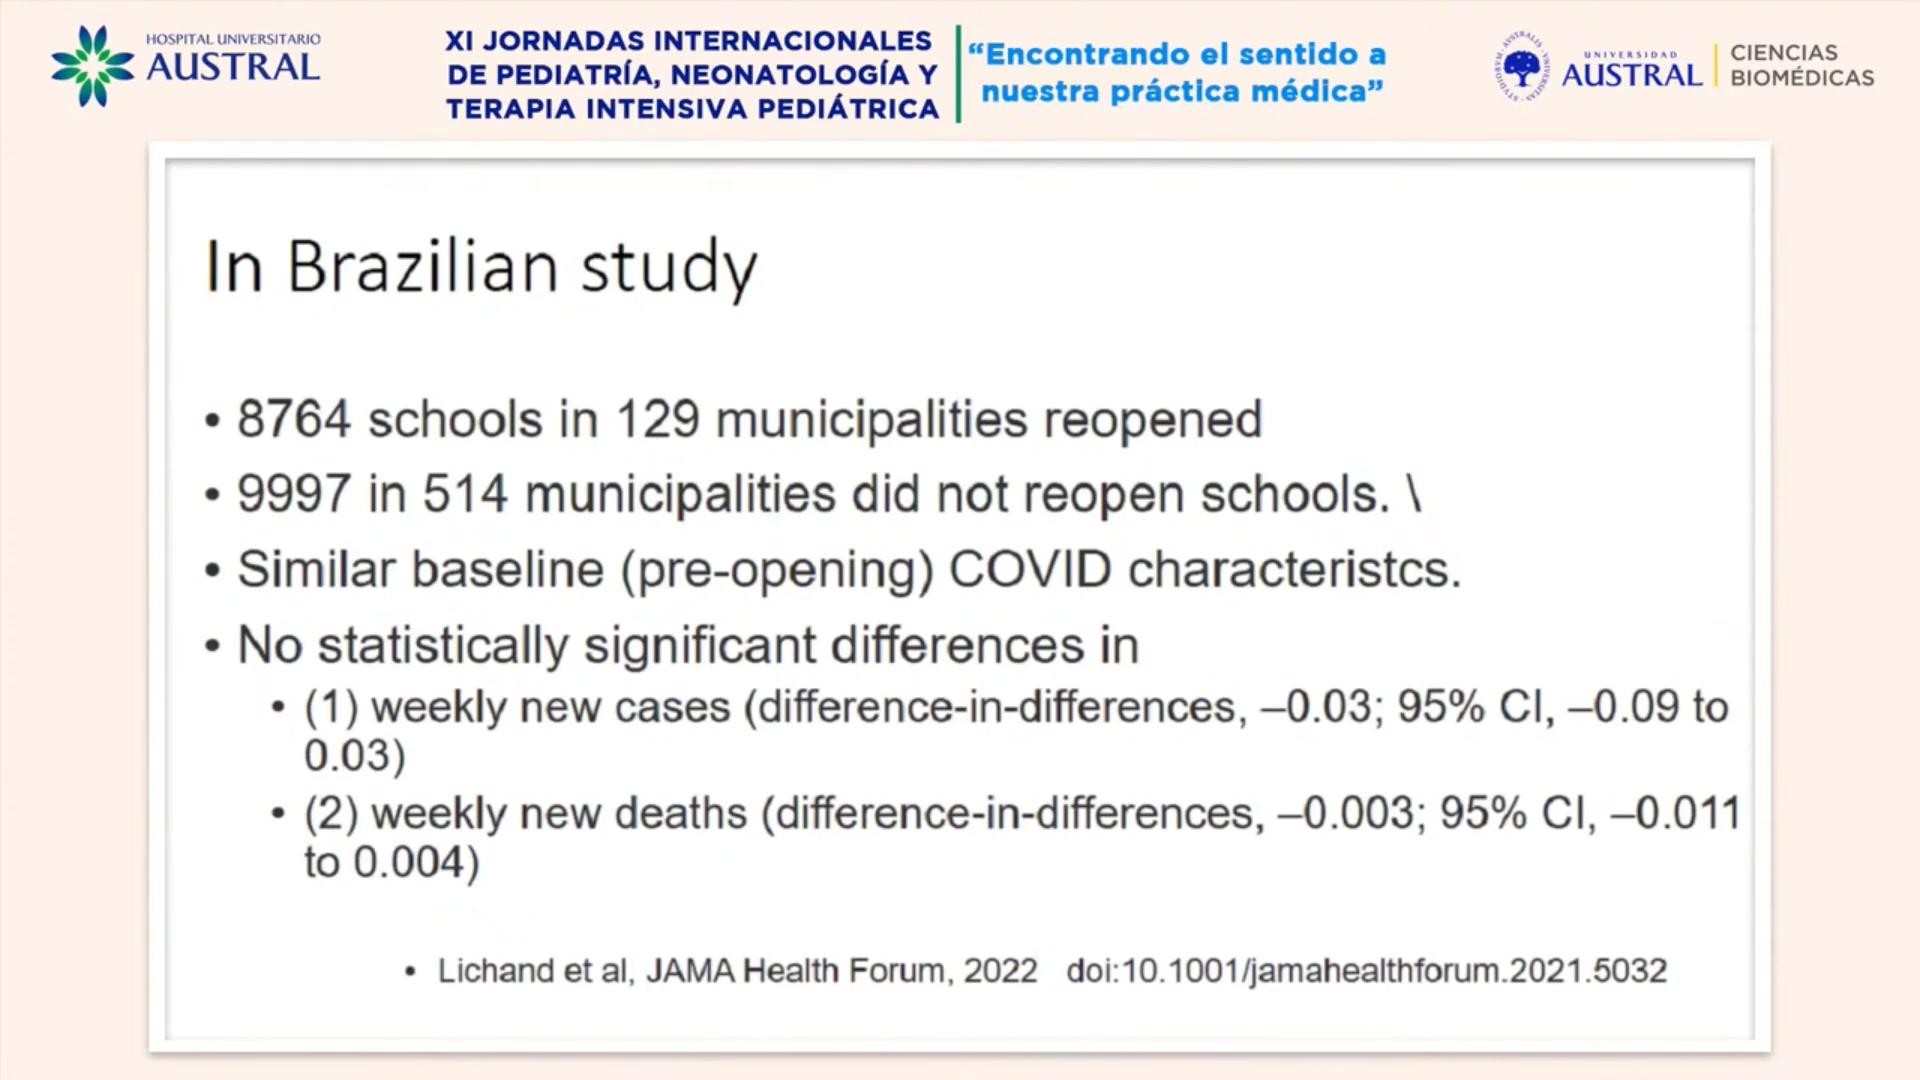 HOSPITAL UNIVERSITARIO
AUSTRAL
XI JORNADAS INTERNACIONALES
DE PEDIATRÍA, NEONATOLOGÍA Y
TERAPIA INTENSIVA PEDIÁTRICA
“Encontrando el sentido a
nuestra práctica médica”
UNIVERSIDAD
AUSTRAL
CIENCIAS
BIOMÉDICAS
In Brazilian study
• 8764 schools in 129 municipalities reopened
• 9997 in 514 municipalities did not reopen schools. \
• Similar baseline (pre-opening) COVID characteristcs.
• No statistically significant differences in
• (1) weekly new cases (difference-in-differences, –0.03; 95% CI, –0.09 to
0.03)
• (2) weekly new deaths (difference-in-differences, –0.003; 95% CI, –0.011
to 0.004)
• Lichand et al, JAMA Health Forum, 2022 doi:10.1001/jamahealthforum.2021.5032